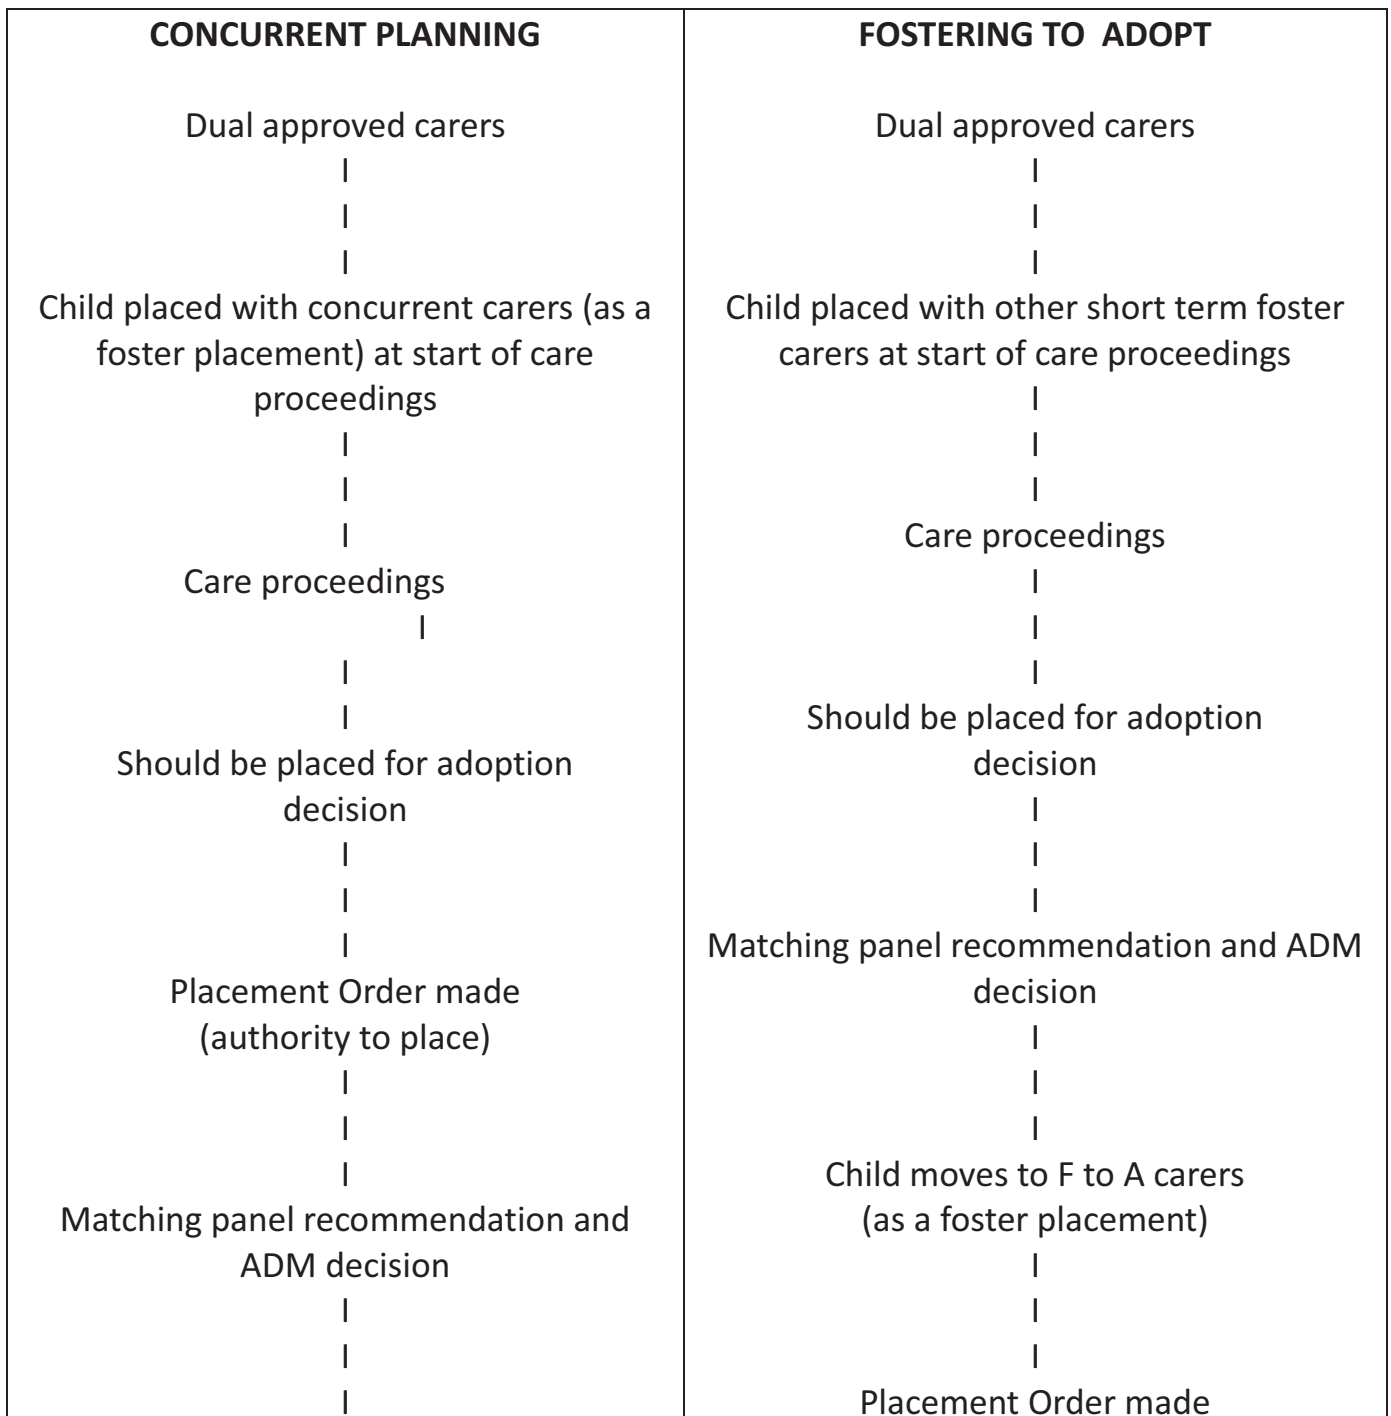 CONCURRENT PLANNING
Dual approved carers
I
I
I
Child placed with concurrent carers (as a
foster placement) at start of care
proceedings
I
I
I
Care proceedings
I
I
I
Should be placed for adoption
decision
I
I
I
Placement Order made
(authority to place)
I
I
I
Matching panel recommendation and
ADM decision
I
I
I
FOSTERING TO  ADOPT
Dual approved carers
I
I
I
Child placed with other short term foster
carers at start of care proceedings
I
I
I
Care proceedings
I
I
I
Should be placed for adoption
decision
I
I
I
Matching panel recommendation and ADM
decision
I
I
I
Child moves to F to A carers
(as a foster placement)
I
I
I
Placement Order made